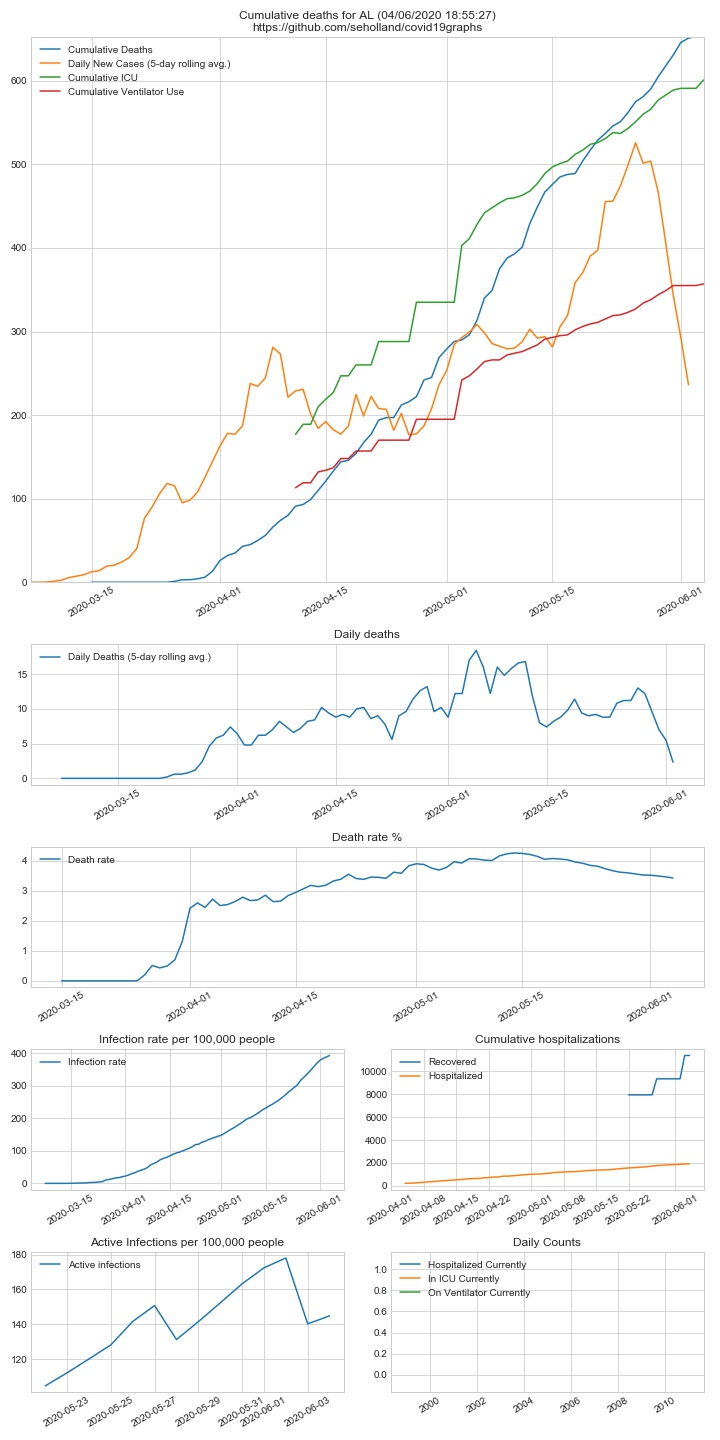 Cumulative deaths for AL (04/06/2020 18:55:27)
https://github.com/seholland/covid19graphs
Cumulative Deaths
Daily New Cases (5-day rolling avg.)
Cumulative ICU
Cumulative Ventilator Use
600
500
400
300
200
100
0
2020-03-15 2020-04-01 2020-04-15 2020-05-01 2020-05-15 2020-06-01
Daily deaths
Daily Deaths (5-day rolling avg.)
15
10
5
0
2020-03-15 2020-04-01 2020-04-15 2020-05-01 2020-05-15 2020-06-01
Death rate %
Death rate
4
3
2
1
0
2020-03-15 2020-04-01 2020-04-15 2020-05-01 2020-05-15 2020-06-01
Infection rate per 100,000 people
Infection rate
400
300
200
100
0
2020-03-15 2020-04-01 2020-04-15 2020-05-01 2020-05-15 2020-06-01
Cumulative hospitalizations
Recovered
Hospitalized
10000
8000
6000
4000
2000
0
2020-04-01 2020-04-08 2020-04-15 2020-04-22 2020-05-01 2020-05-08 2020-05-15 2020-05-22 2020-06-01
Active Infections per 100,000 people
Active infections
180
160
140
120
2020-05-23 2020-05-25 2020-05-27 2020-05-29 2020-05-31 2020-06-01 2020-06-03
Daily Counts
Hospitalized Currently
In ICU Currently
On Ventilator Currently
1.0
0.8
0.6
0.4
0.2
0.0
2000 2002 2004 2006 2008 2010